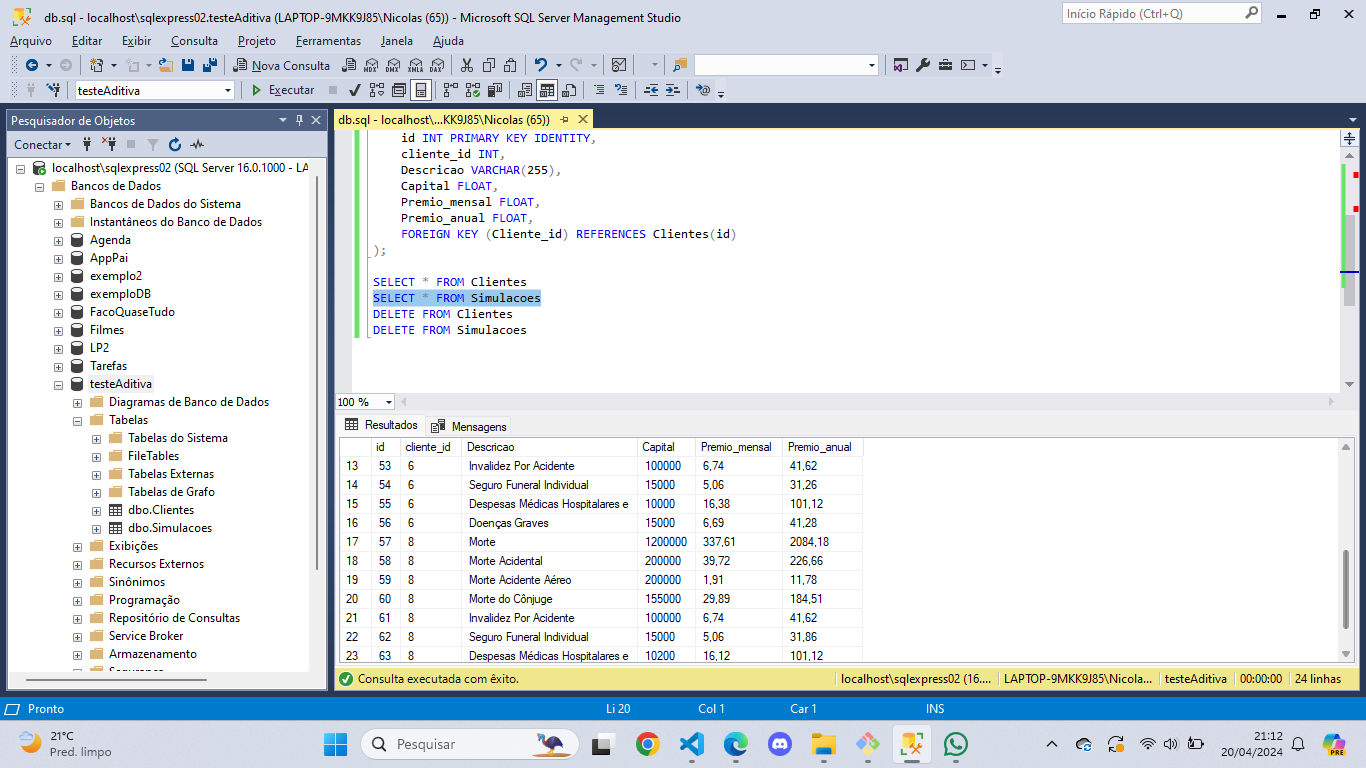 db.sql - localhost\sqlexpress02.testeAditiva (LAPTOP-9MKK9J85\Nicolas (65)) - Microsoft SQL Server Management Studio
Início Rápido (Ctrl+Q)
Arquivo Editar Exibir Consulta Projeto Ferramentas Janela Ajuda
Nova Consulta MDX DMX XMLA DAX
testeAditiva Executar
Pesquisador de Objetos
Conectar
localhost\sqlexpress02 (SQL Server 16.0.1000 - LA
Bancos de Dados
Bancos de Dados do Sistema
Instantâneos do Banco de Dados
Agenda
AppPai
exemplo2
exemploDB
FacoQuaseTudo
Filmes
LP2
Tarefas
testeAditiva
Diagramas de Banco de Dados
Tabelas
Tabelas do Sistema
FileTables
Tabelas Externas
Tabelas de Grafo
dbo.Clientes
dbo.Simulacoes
Exibições
Recursos Externos
Sinônimos
Programação
Repositório de Consultas
Service Broker
Armazenamento
Segurança
db.sql - localhost\...KK9J85\Nicolas (65))
id INT PRIMARY KEY IDENTITY,
cliente_id INT,
Descricao VARCHAR(255),
Capital FLOAT,
Premio_mensal FLOAT,
Premio_anual FLOAT,
FOREIGN KEY (Cliente_id) REFERENCES Clientes(id)
);
SELECT * FROM Clientes
SELECT * FROM Simulacoes
DELETE FROM Clientes
DELETE FROM Simulacoes
100 %
Resultados Mensagens
id cliente_id Descricao Capital Premio_mensal Premio_anual
13 53 6 Invalidez Por Acidente 100000 6,74 41,62
14 54 6 Seguro Funeral Individual 15000 5,06 31,26
15 55 6 Despesas Médicas Hospitalares e 10000 16,38 101,12
16 56 6 Doenças Graves 15000 6,69 41,28
17 57 8 Morte 1200000 337,61 2084,18
18 58 8 Morte Acidental 200000 39,72 226,66
19 59 8 Morte Acidente Aéreo 200000 1,91 11,78
20 60 8 Morte do Cônjuge 155000 29,89 184,51
21 61 8 Invalidez Por Acidente 100000 6,74 41,62
22 62 8 Seguro Funeral Individual 15000 5,06 31,86
23 63 8 Despesas Médicas Hospitalares e 10200 16,12 101,12
Consulta executada com êxito. localhost\sqlexpress02 (16.... LAPTOP-9MKK9J85\Nicola... testeAditiva 00:00:00 24 linhas
Pronto Li 20 Col 1 Car 1 INS
21°C
Pred. limpo
Pesquisar
21:12
20/04/2024
PRE